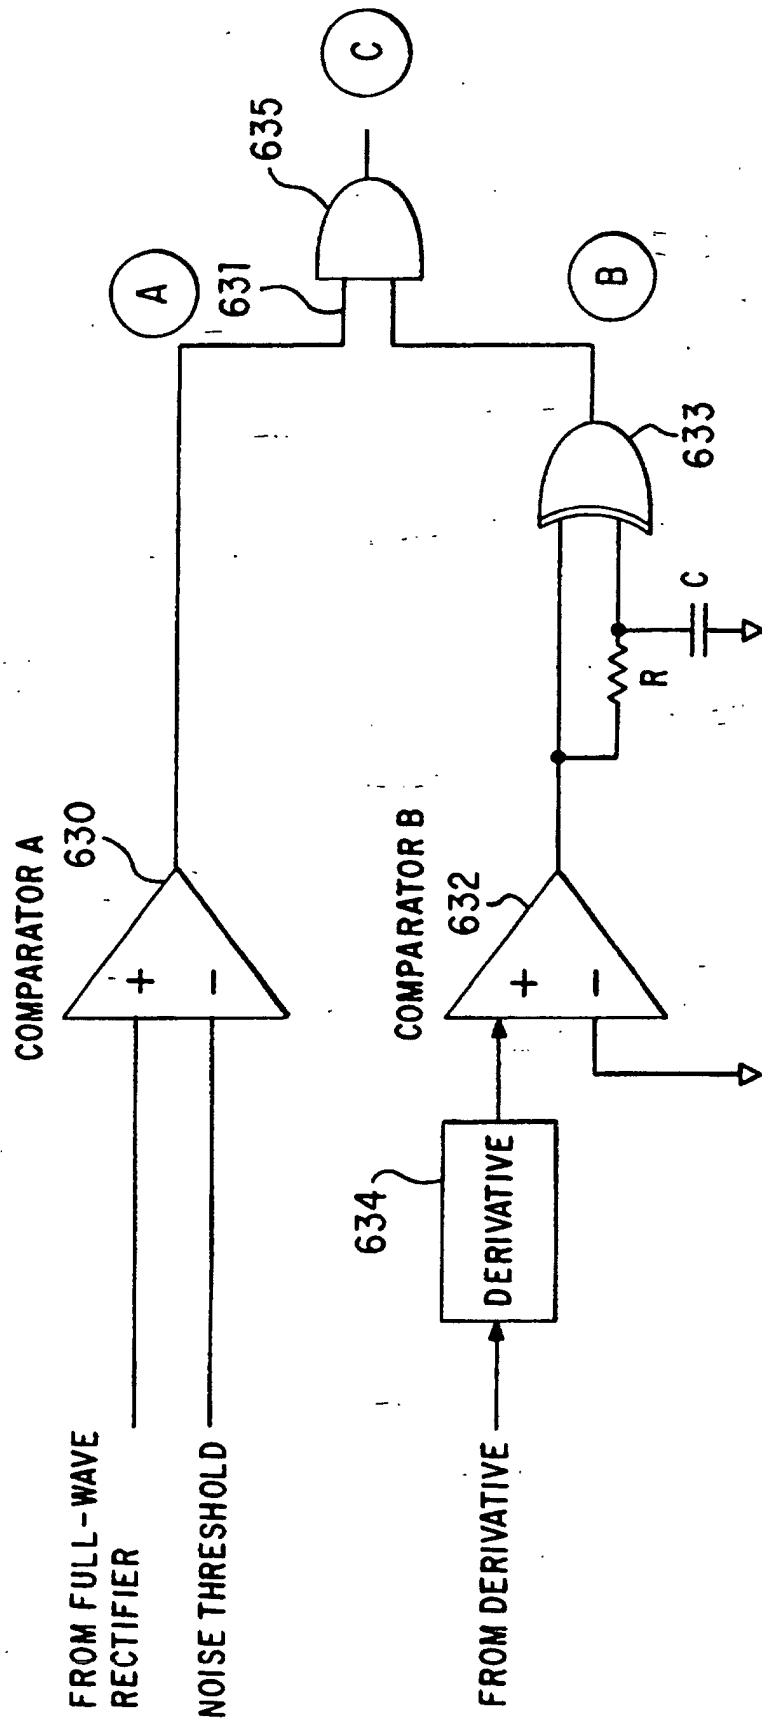 COMPARATOR A
FROM FULL-WAVE
RECTIFIER
NOISE THRESHOLD
+
−
630
A
631
635
C
COMPARATOR B
FROM DERIVATIVE
DERIVATIVE
634
+
−
632
R
C
633
B